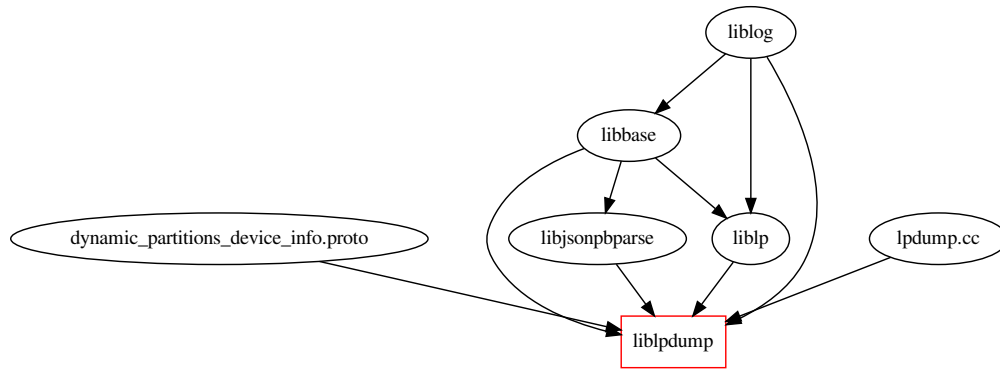 liblog
libbase
dynamic_partitions_device_info.proto
libjsonpbparse
liblp
lpdump.cc
liblpdump